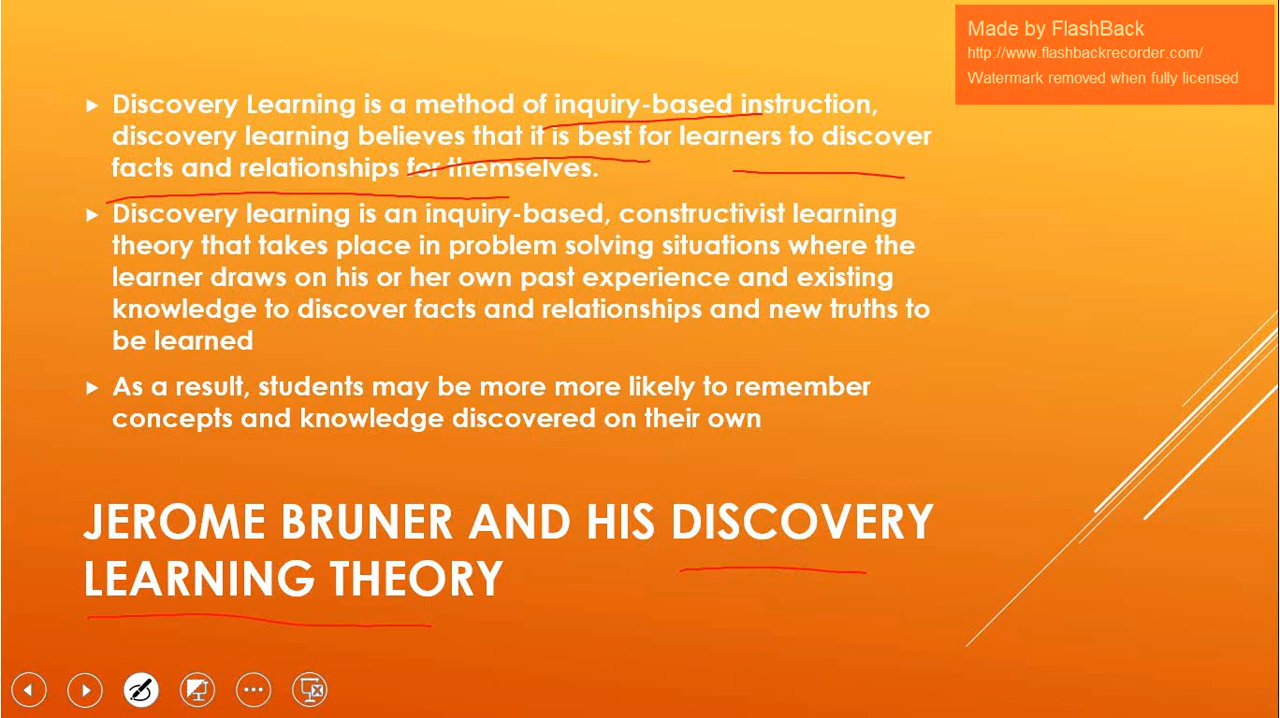 Made by FlashBack
http://www.flashbackrecorder.com/
Watermark removed when fully licensed
Discovery Learning is a method of inquiry-based instruction,
discovery learning believes that it is best for learners to discover
facts and relationships for themselves.
Discovery learning is an inquiry-based, constructivist learning
theory that takes place in problem solving situations where the
learner draws on his or her own past experience and existing
knowledge to discover facts and relationships and new truths to
be learned
As a result, students may be more more likely to remember
concepts and knowledge discovered on their own
JEROME BRUNER AND HIS DISCOVERY
LEARNING THEORY